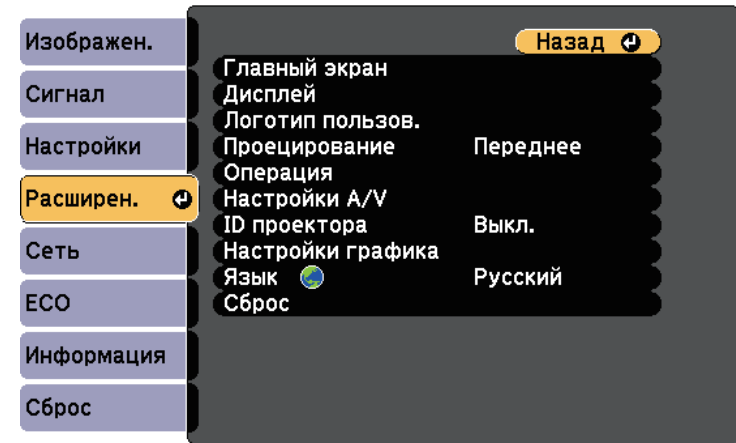 Изображен.
Сигнал
Настройки
Расширен.
Сеть
ECO
Информация
Сброс
Назад
Главный экран
Дисплей
Логотип пользов.
Проецирование Переднее
Операция
Настройки A/V
ID проектора Выкл.
Настройки графика
Язык Русский
Сброс